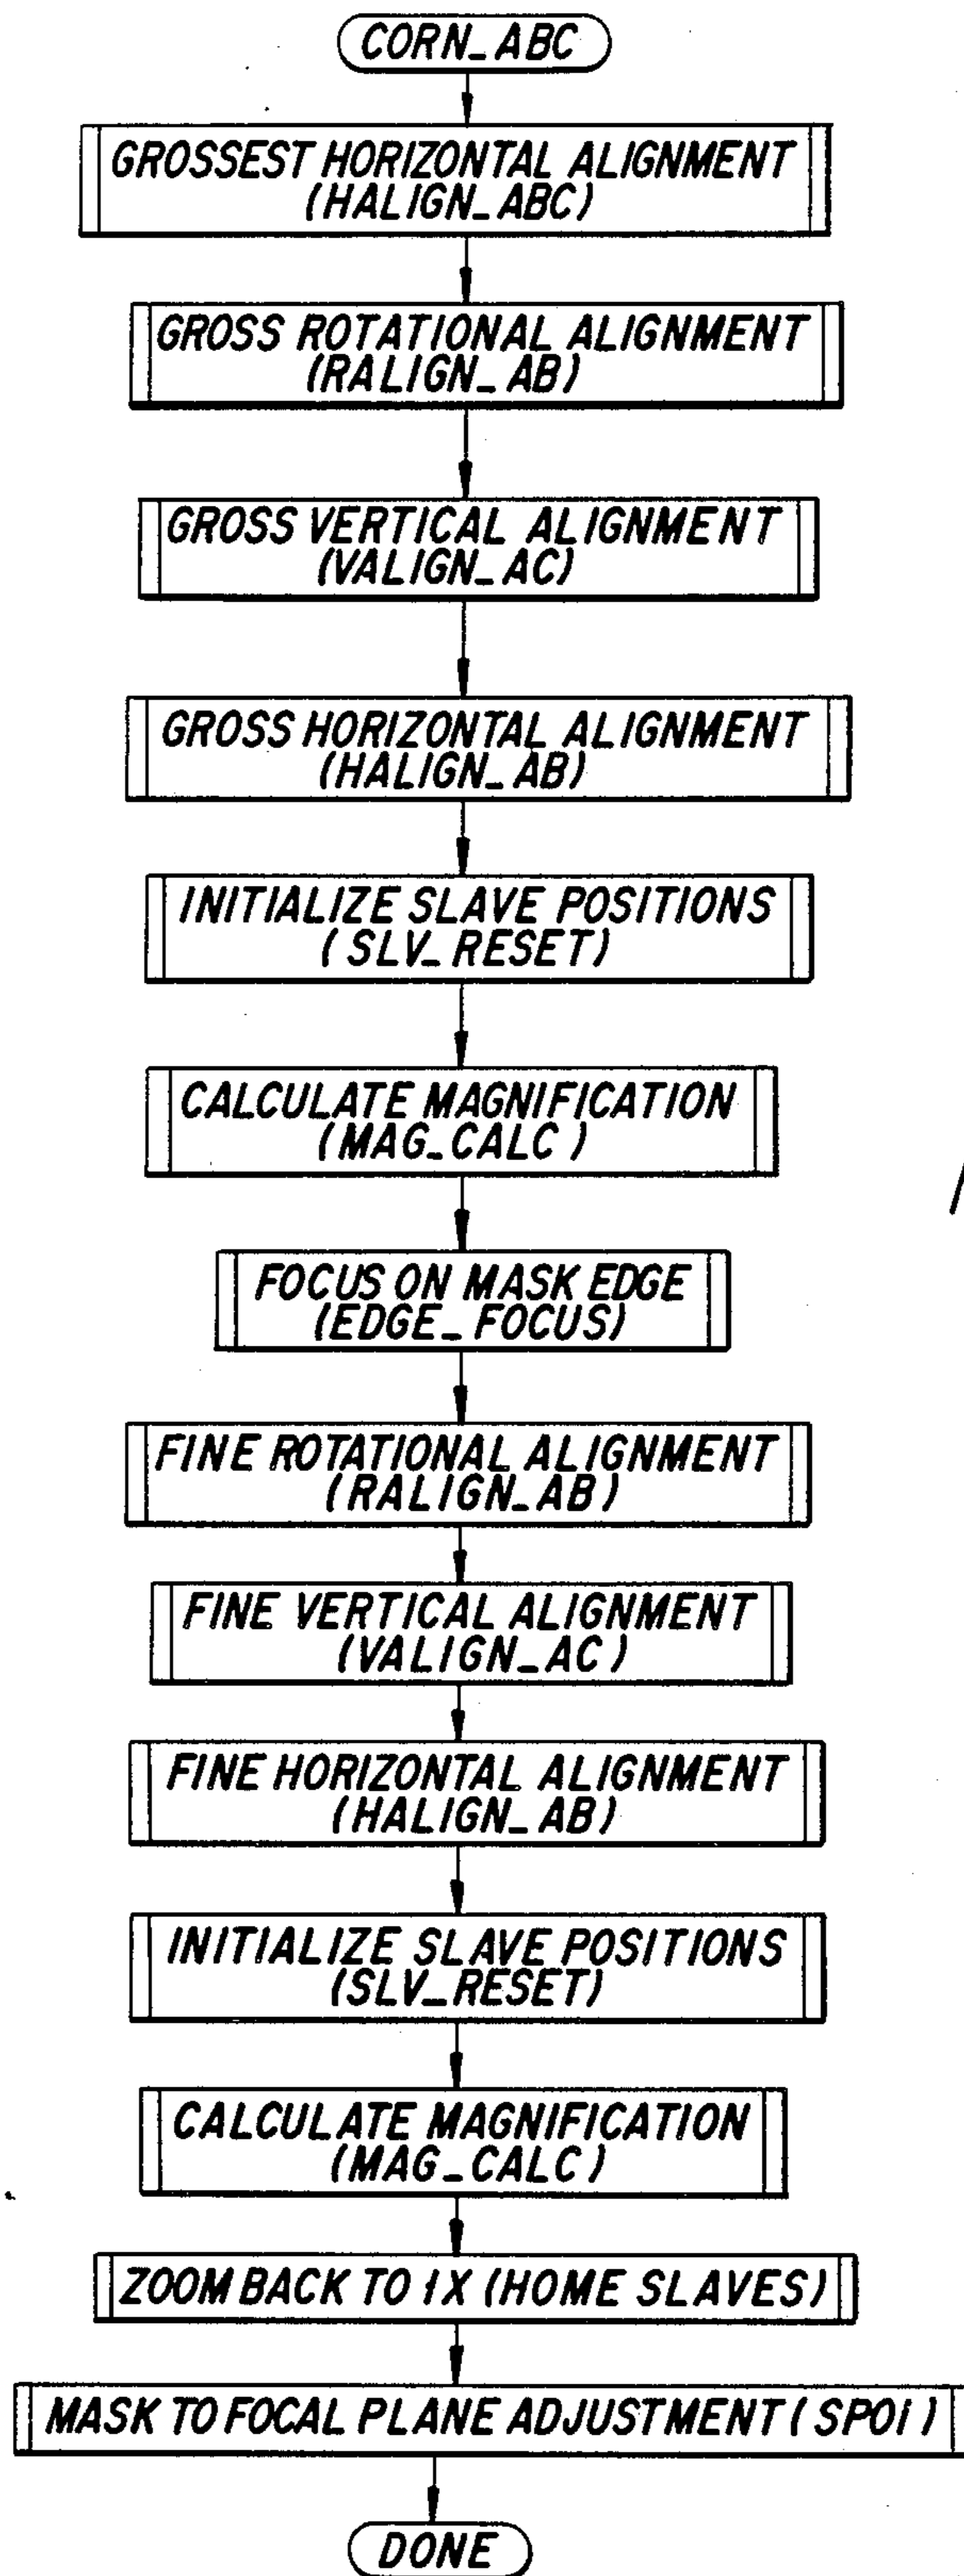 CORN_ABC
GROSSEST HORIZONTAL ALIGNMENT
(HALIGN_ABC)
GROSS ROTATIONAL ALIGNMENT
(RALIGN_AB)
GROSS VERTICAL ALIGNMENT
(VALIGN_AC)
GROSS HORIZONTAL ALIGNMENT
(HALIGN_AB)
INITIALIZE SLAVE POSITIONS
(SLV_RESET)
CALCULATE MAGNIFICATION
(MAG_CALC)
FOCUS ON MASK EDGE
(EDGE_FOCUS)
FINE ROTATIONAL ALIGNMENT
(RALIGN_AB)
FINE VERTICAL ALIGNMENT
(VALIGN_AC)
FINE HORIZONTAL ALIGNMENT
(HALIGN_AB)
INITIALIZE SLAVE POSITIONS
(SLV_RESET)
CALCULATE MAGNIFICATION
(MAG_CALC)
ZOOM BACK TO 1X (HOME SLAVES)
MASK TO FOCAL PLANE ADJUSTMENT (SPOI)
DONE